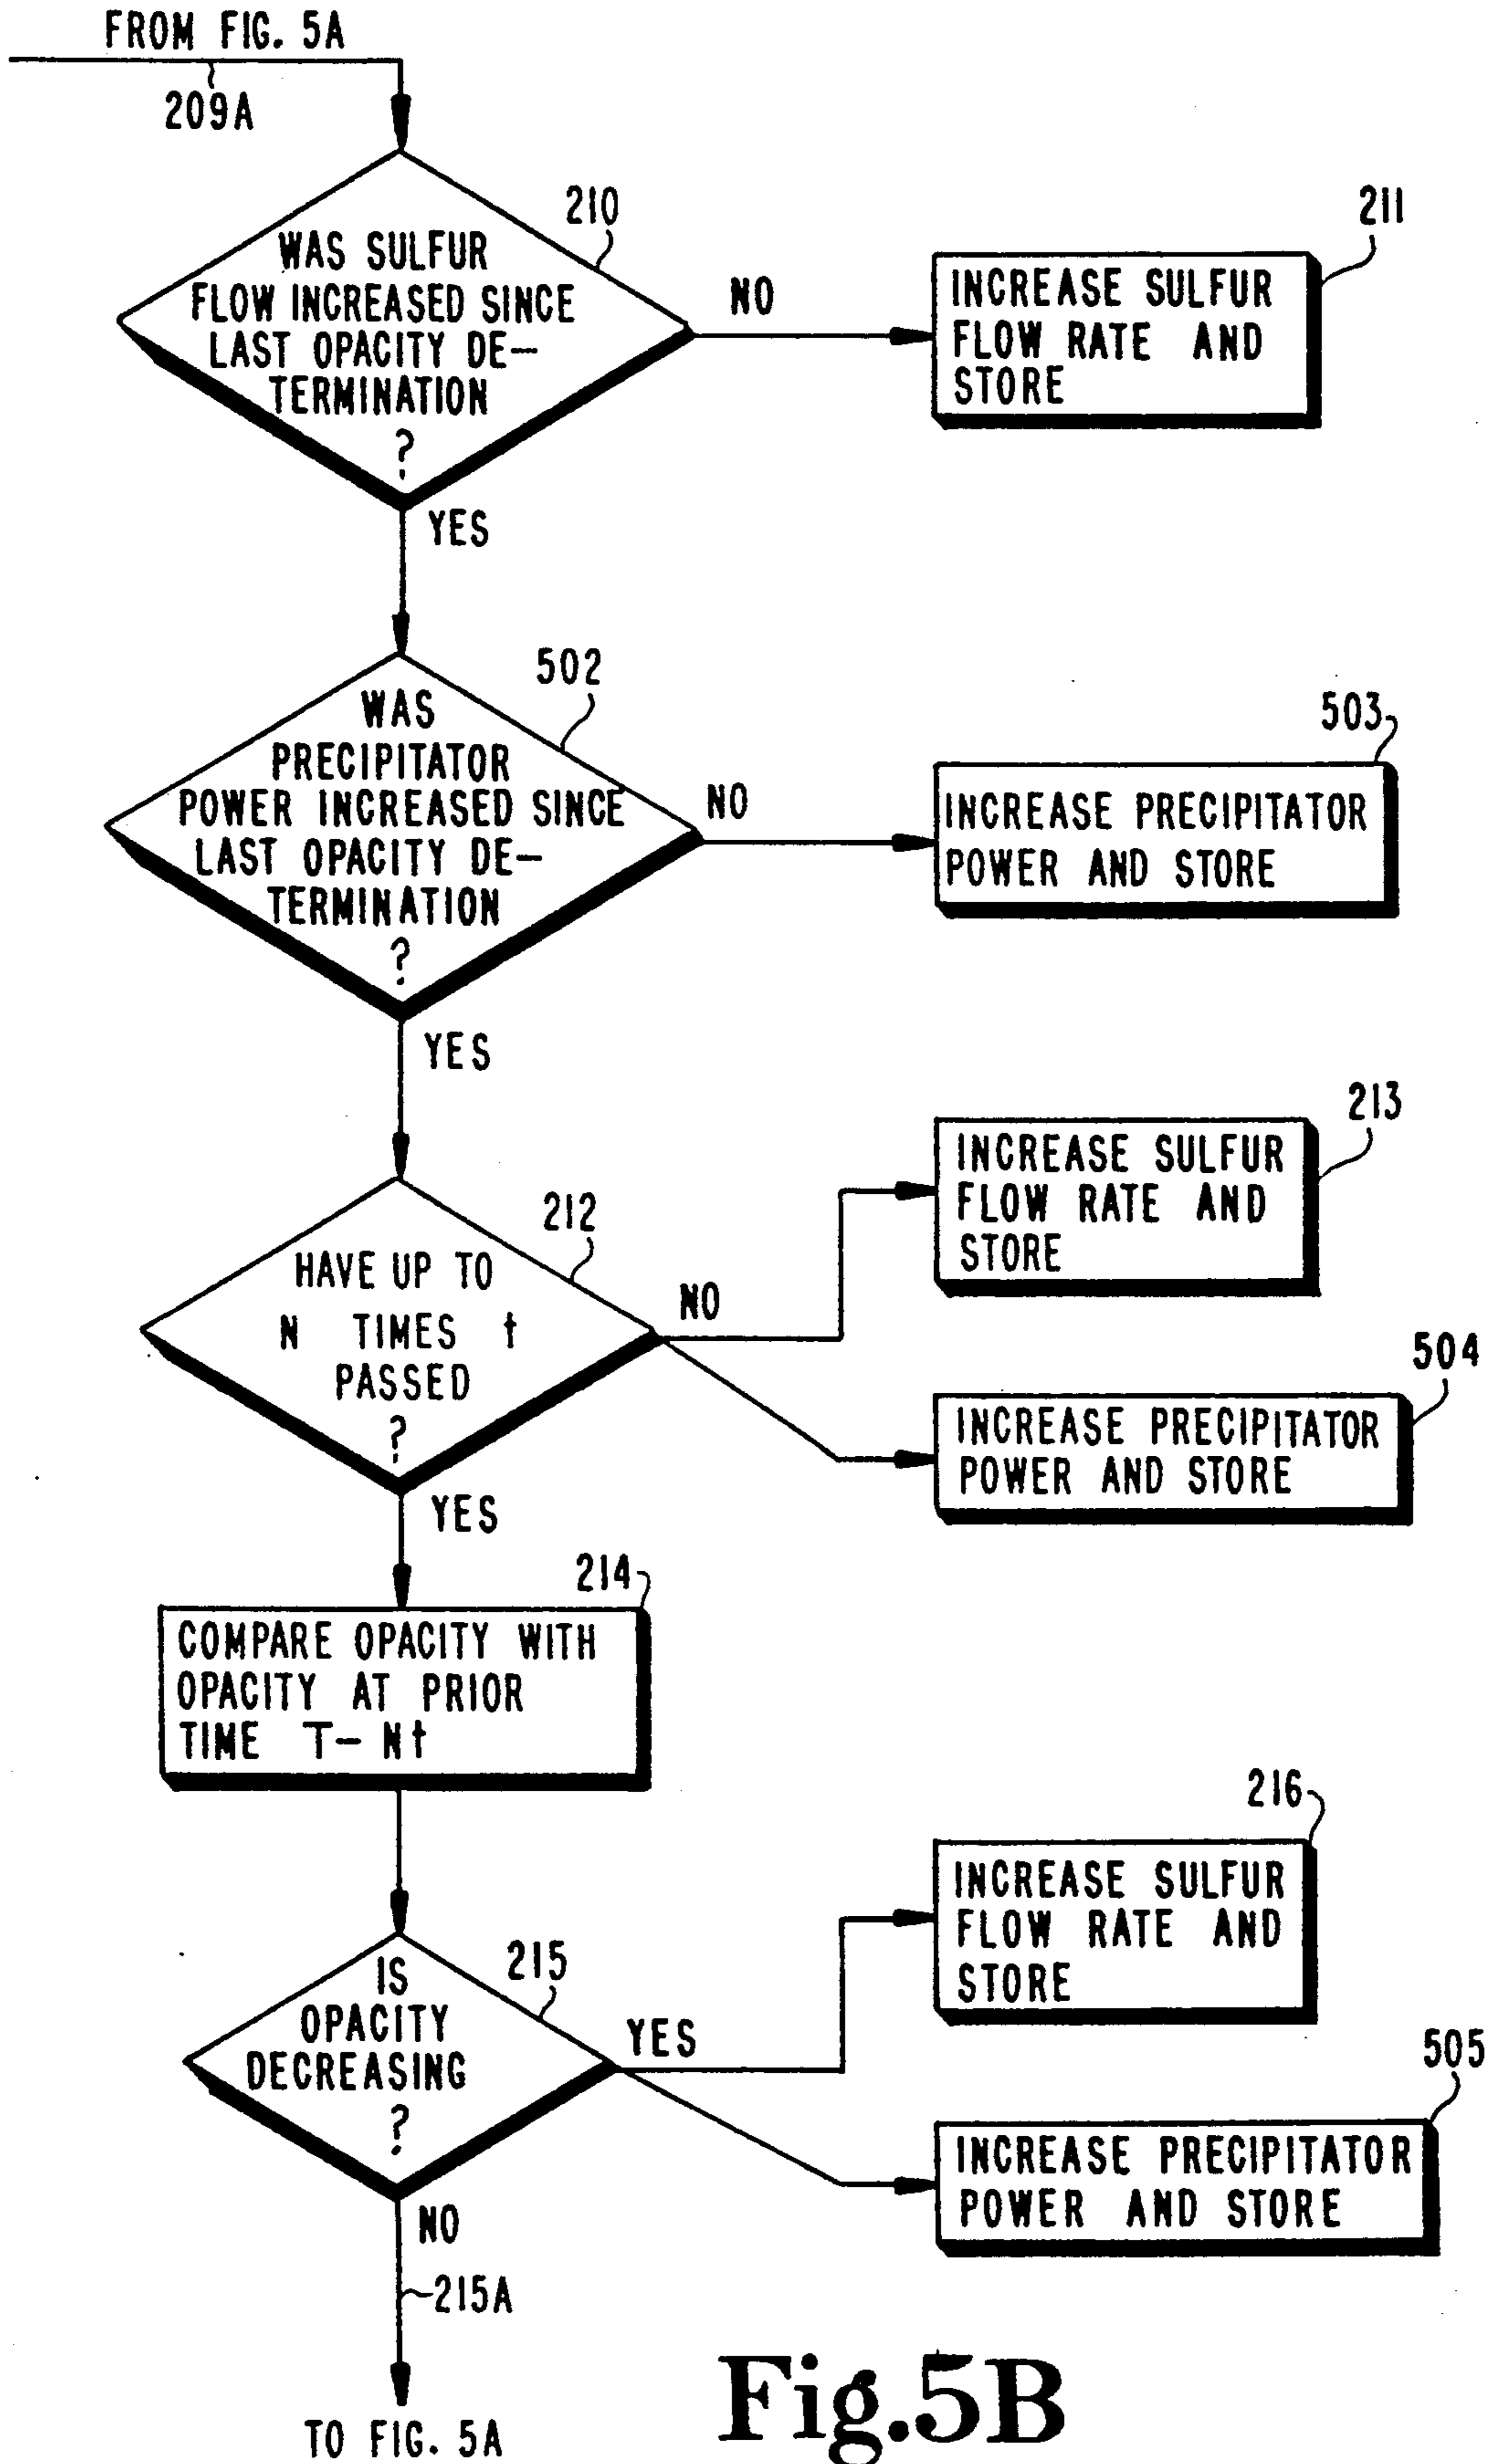 FROM FIG. 5A
209A
210
WAS SULFUR
FLOW INCREASED SINCE
LAST OPACITY DE-
TERMINATION
?
NO
211
INCREASE SULFUR
FLOW RATE AND
STORE
YES
502
WAS
PRECIPITATOR
POWER INCREASED SINCE
LAST OPACITY DE-
TERMINATION
?
NO
503
INCREASE PRECIPITATOR
POWER AND STORE
YES
212
HAVE UP TO
N TIMES t
PASSED
?
NO
213
INCREASE SULFUR
FLOW RATE AND
STORE
504
INCREASE PRECIPITATOR
POWER AND STORE
YES
214
COMPARE OPACITY WITH
OPACITY AT PRIOR
TIME T-Nt
215
IS
OPACITY
DECREASING
?
YES
216
INCREASE SULFUR
FLOW RATE AND
STORE
505
INCREASE PRECIPITATOR
POWER AND STORE
NO
215A
TO FIG. 5A
Fig.5B